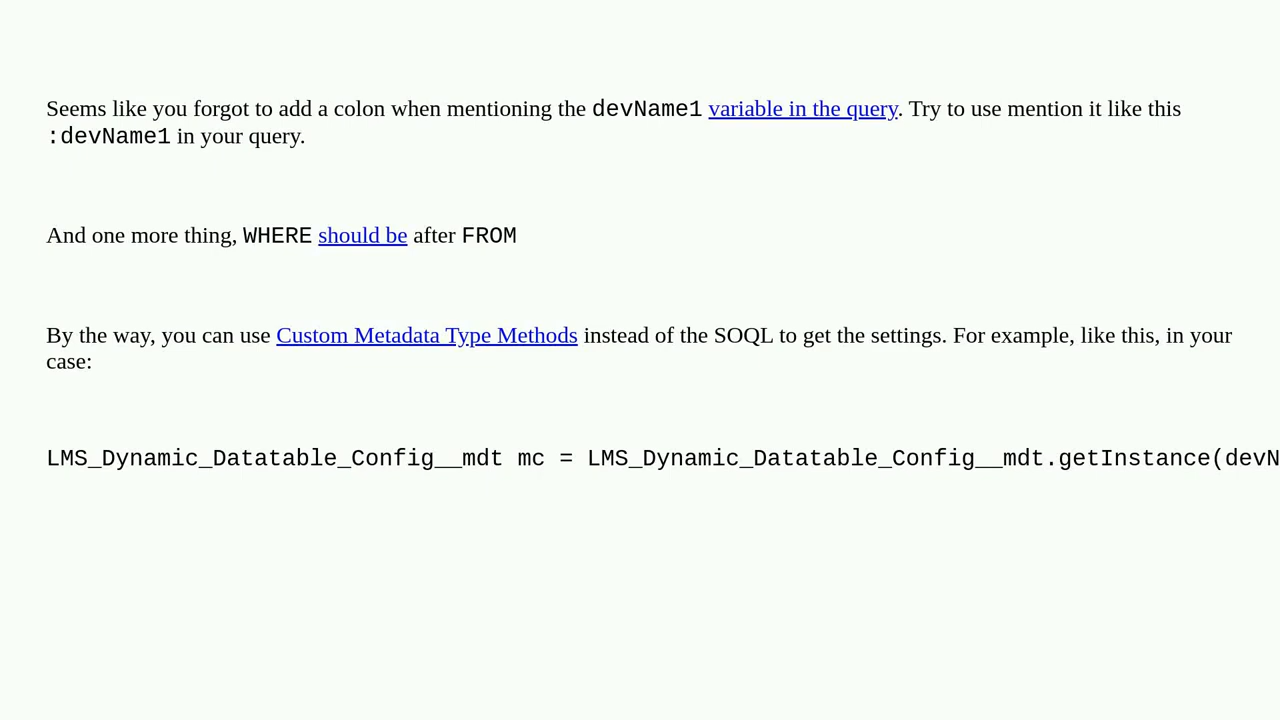 Seems like you forgot to add a colon when mentioning the devName1 variable in the query. Try to use mention it like this
:devName1 in your query.
And one more thing, WHERE should be after FROM
By the way, you can use Custom Metadata Type Methods instead of the SOQL to get the settings. For example, like this, in your
case:
LMS_Dynamic_Datatable_Config__mdt mc = LMS_Dynamic_Datatable_Config__mdt.getInstance(devN